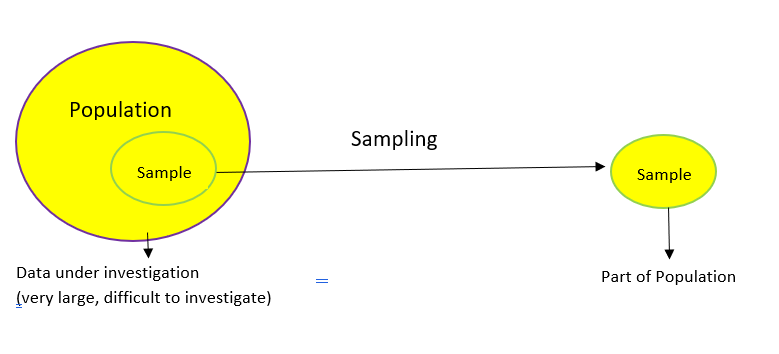 Population
Sampling
Sample
Sample
Data under investigation
(very large, difficult to investigate)
=
Part of Population